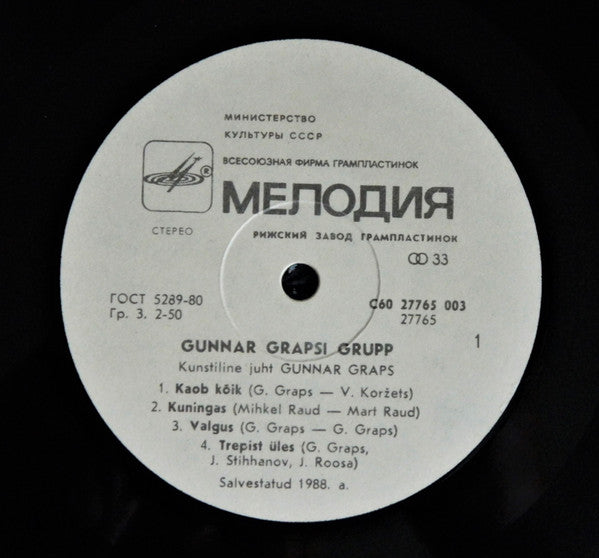 МИНИСТЕРСТВО
КУЛЬТУРЫ СССР
ВСЕСОЮЗНАЯ ФИРМА ГРАМПЛАСТИНОК
®
МЕЛОДИЯ
СТЕРЕО
РИЖСКИЙ ЗАВОД ГРАМПЛАСТИНОК
33
ГОСТ 5289-80
Гр. 3. 2-50
С60 27765 003
27765
1
GUNNAR GRAPSI GRUPP
Kunstiline juht GUNNAR GRAPS
1. Kaob kõik (G. Graps — V. Koržets)
2. Kuningas (Mihkel Raud — Mart Raud)
3. Valgus (G. Graps — G. Graps)
4. Trepist üles (G. Graps,
J. Stihhanov, J. Roosa)
Salvestatud 1988. a.